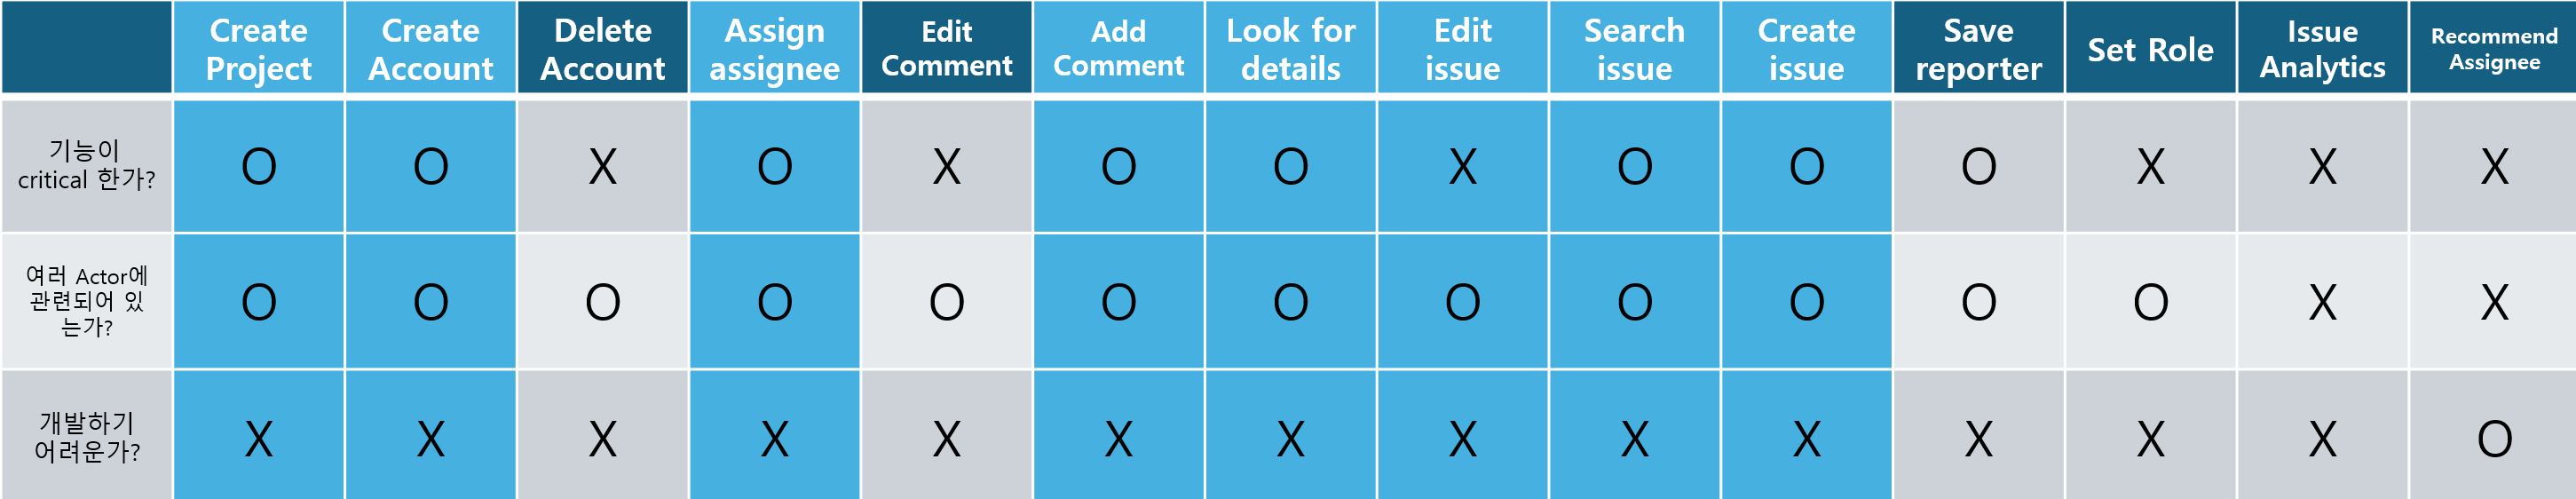 Create
Project
Create
Account
Delete
Account
Assign
assignee
Edit
Comment
Add
Comment
Look for
details
Edit
issue
Search
issue
Create
issue
Save
reporter
Set Role
Issue
Analytics
Recommend
Assignee
기능이
critical 한가?
O O X O X O O X O O O X X X
여러 Actor에
관련되어 있
는가?
O O O O O O O O O O O O X X
개발하기
어려운가?
X X X X X X X X X X X X X O